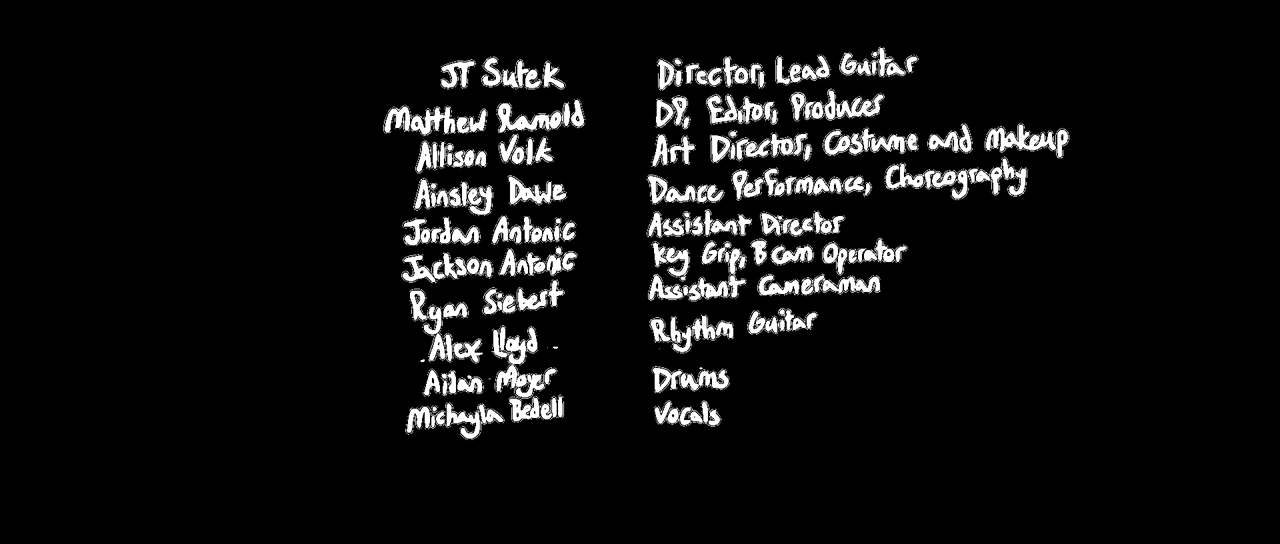 JT Sutek Director, Lead Guitar
Matthew Ramold DP, Editor, Producer
Allison Volk Art Director, Costume and Makeup
Ainsley Dawe Dance Performance, Choreography
Jordan Antonic Assistant Director
Jackson Antonic Key Grip, B Cam Operator
Ryan Siebert Assistant Cameraman
Alex Lloyd Rhythm Guitar
Aidan Moyer Drums
Michayla Bedell Vocals